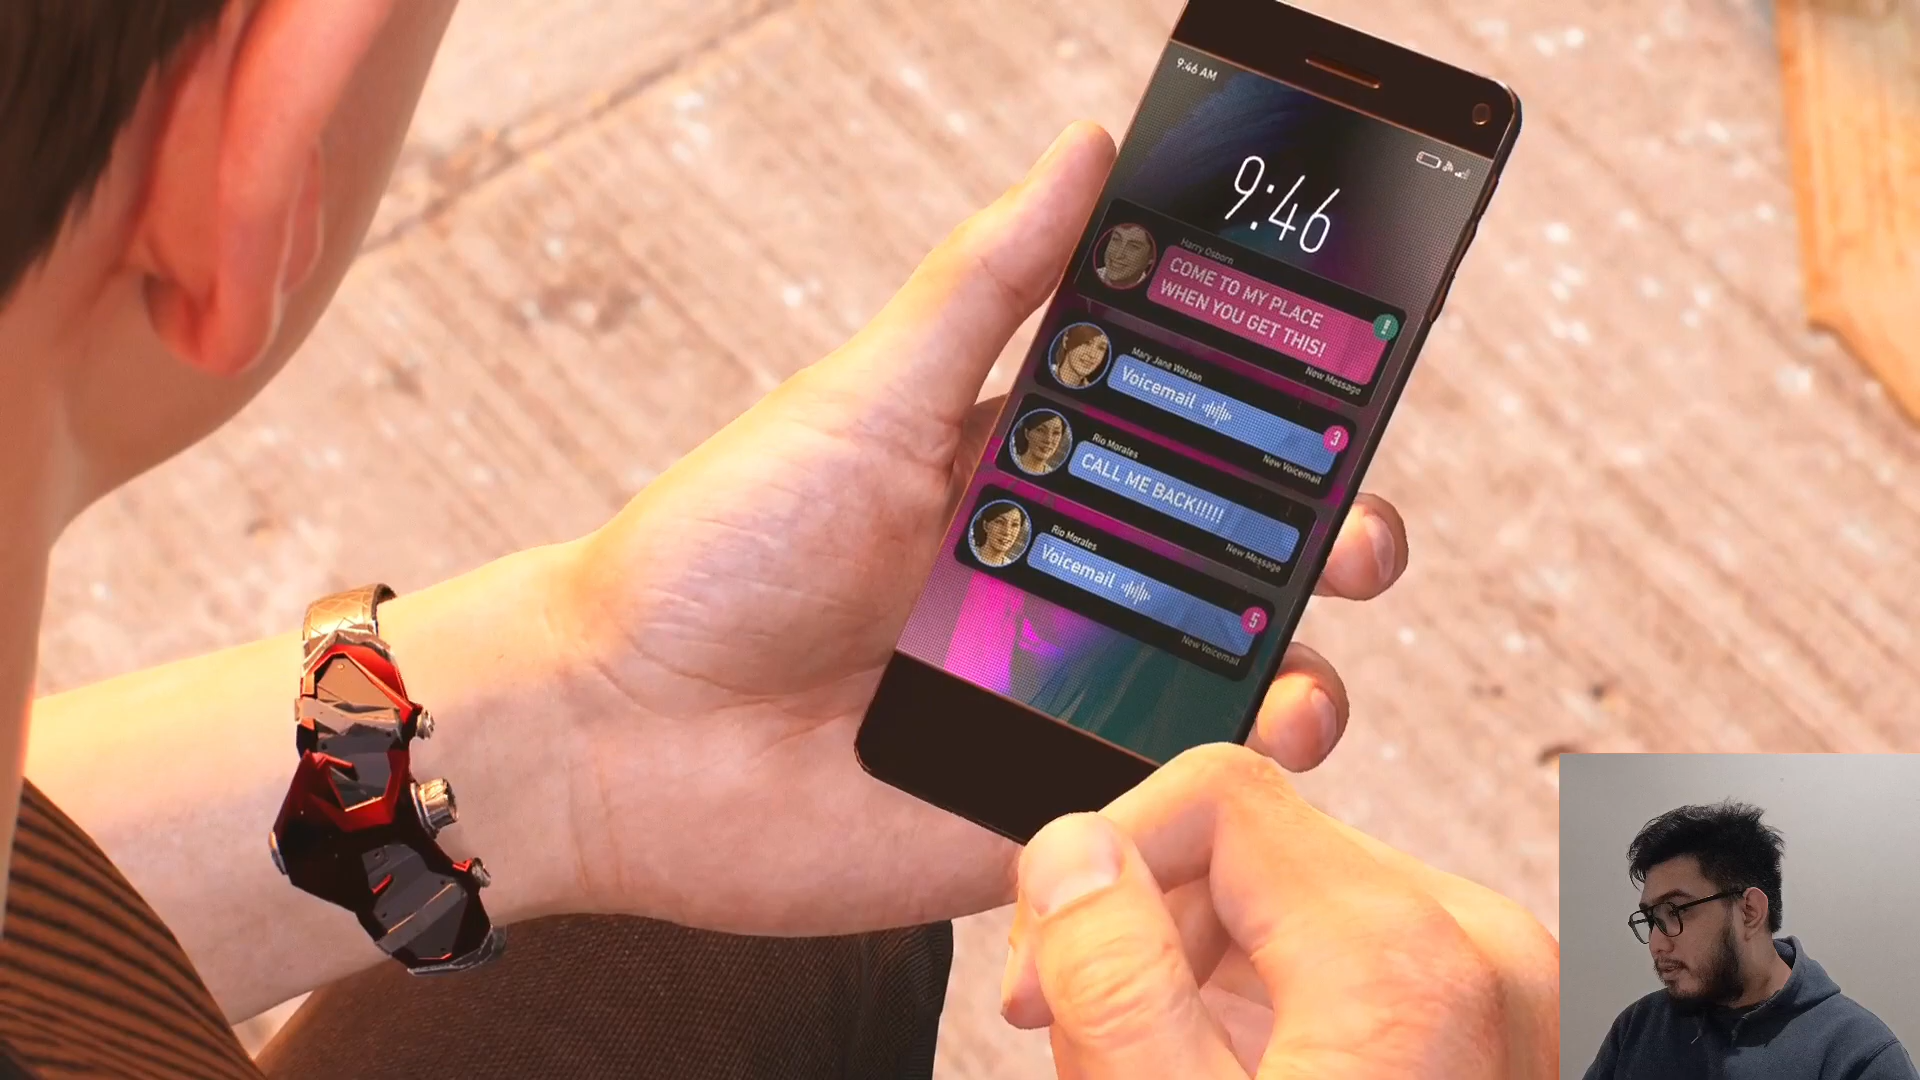 9:46 AM
9:46
Harry Osborn
COME TO MY PLACE
WHEN YOU GET THIS!
!
New Message
Mary Jane Watson
Voicemail
3
New Voicemail
Rio Morales
CALL ME BACK!!!!!
New Message
Rio Morales
Voicemail
5
New Voicemail